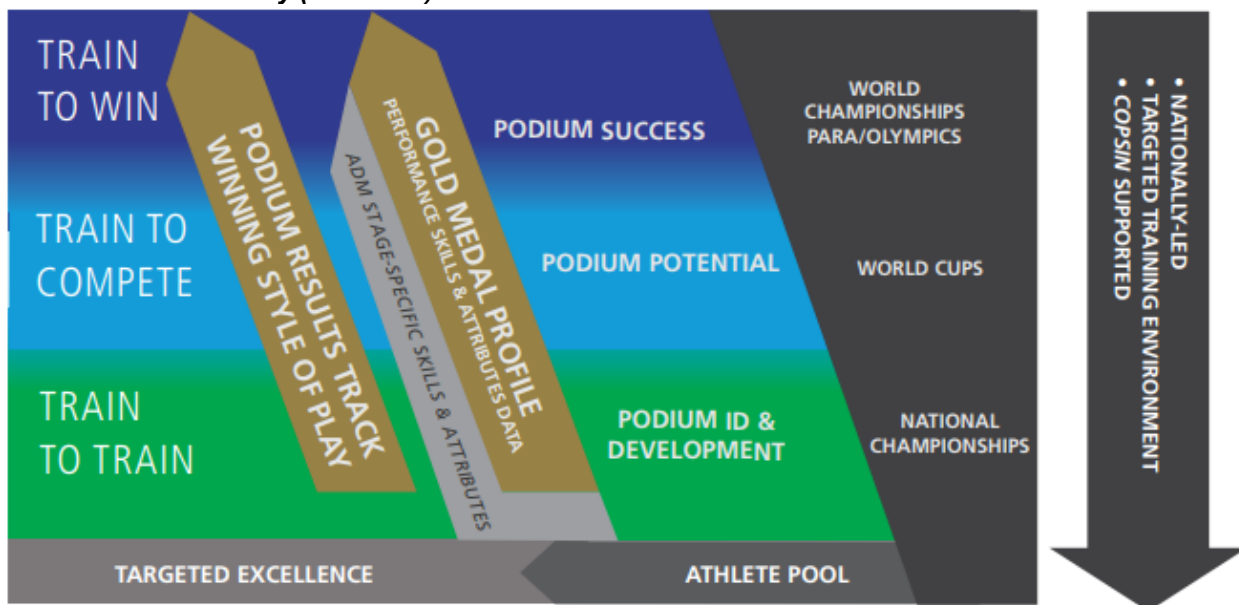 TRAIN
TO WIN
TRAIN TO
COMPETE
TRAIN
TO TRAIN
PODIUM RESULTS TRACK
WINNING STYLE OF PLAY
ADM STAGE-SPECIFIC SKILLS & ATTRIBUTES
GOLD MEDAL PROFILE
PERFORMANCE SKILLS & ATTRIBUTES DATA
PODIUM SUCCESS
PODIUM POTENTIAL
PODIUM ID &
DEVELOPMENT
WORLD
CHAMPIONSHIPS
PARA/OLYMPICS
WORLD CUPS
NATIONAL
CHAMPIONSHIPS
• NATIONALLY-LED
• TARGETED TRAINING ENVIRONMENT
• COPSIN SUPPORTED
TARGETED EXCELLENCE
ATHLETE POOL